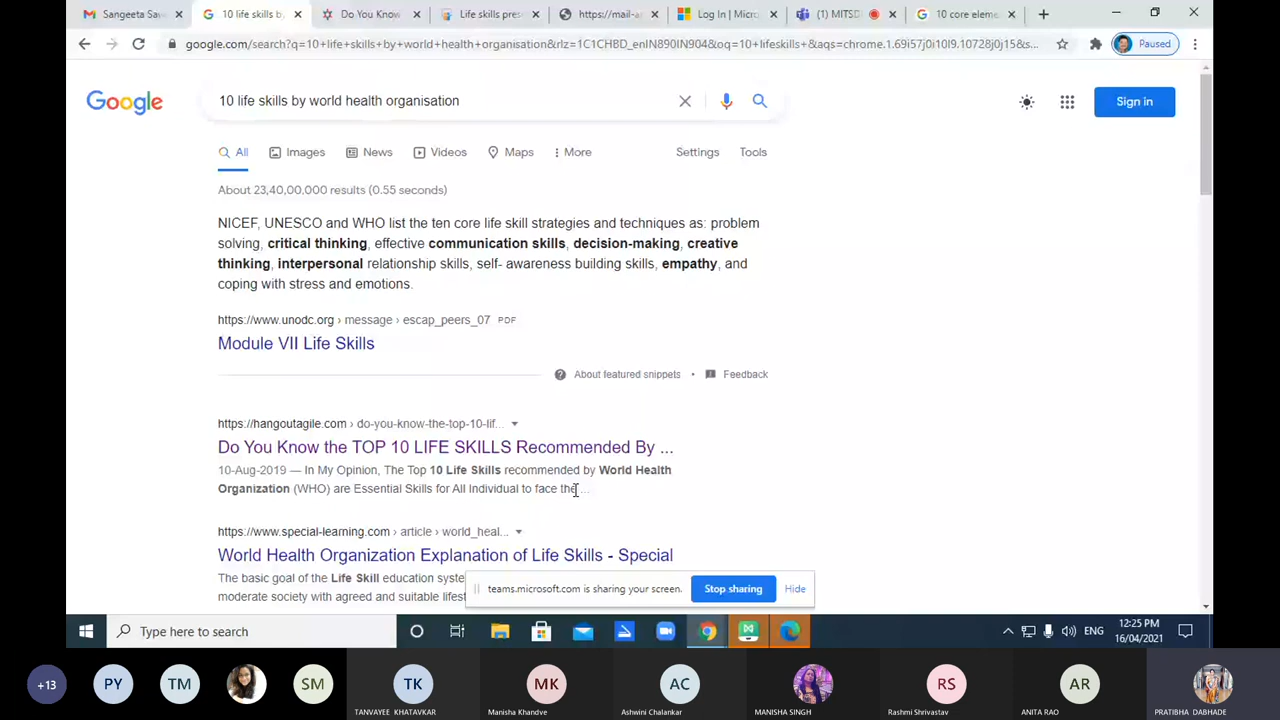 Sangeeta Save
10 life skills by
Do You Know
Life skills pres
https://mail-a
Log In | Micr
(1) MITSD
10 core elem
google.com/search?q=10+life+skills+by+world+health+organisation&rlz=1C1CHBD_enIN890IN904&oq=10+lifeskills+&aqs=chrome.1.69i57j0i10l9.10728j0j15&s...
Paused
Google
10 life skills by world health organisation
Sign in
All
Images
News
Videos
Maps
More
Settings
Tools
About 23,40,00,000 results (0.55 seconds)
NICEF, UNESCO and WHO list the ten core life skill strategies and techniques as: problem
solving, critical thinking, effective communication skills, decision-making, creative
thinking, interpersonal relationship skills, self- awareness building skills, empathy, and
coping with stress and emotions.
https://www.unodc.org › message › escap_peers_07 PDF
Module VII Life Skills
About featured snippets • Feedback
https://hangoutagile.com › do-you-know-the-top-10-lif...
Do You Know the TOP 10 LIFE SKILLS Recommended By ...
10-Aug-2019 — In My Opinion, The Top 10 Life Skills recommended by World Health
Organization (WHO) are Essential Skills for All Individual to face the ...
https://www.special-learning.com › article › world_heal...
World Health Organization Explanation of Life Skills - Special
The basic goal of the Life Skill education syste
moderate society with agreed and suitable lifest
teams.microsoft.com is sharing your screen.
Stop sharing
Hide
Type here to search
ENG
12:25 PM
16/04/2021
+13
PY
TM
SM
TK
TANVAYEE KHATAVKAR
MK
Manisha Khandve
AC
Ashwini Chalankar
MANISHA SINGH
RS
Rashmi Shrivastav
AR
ANITA RAO
PRATIBHA DABHADE